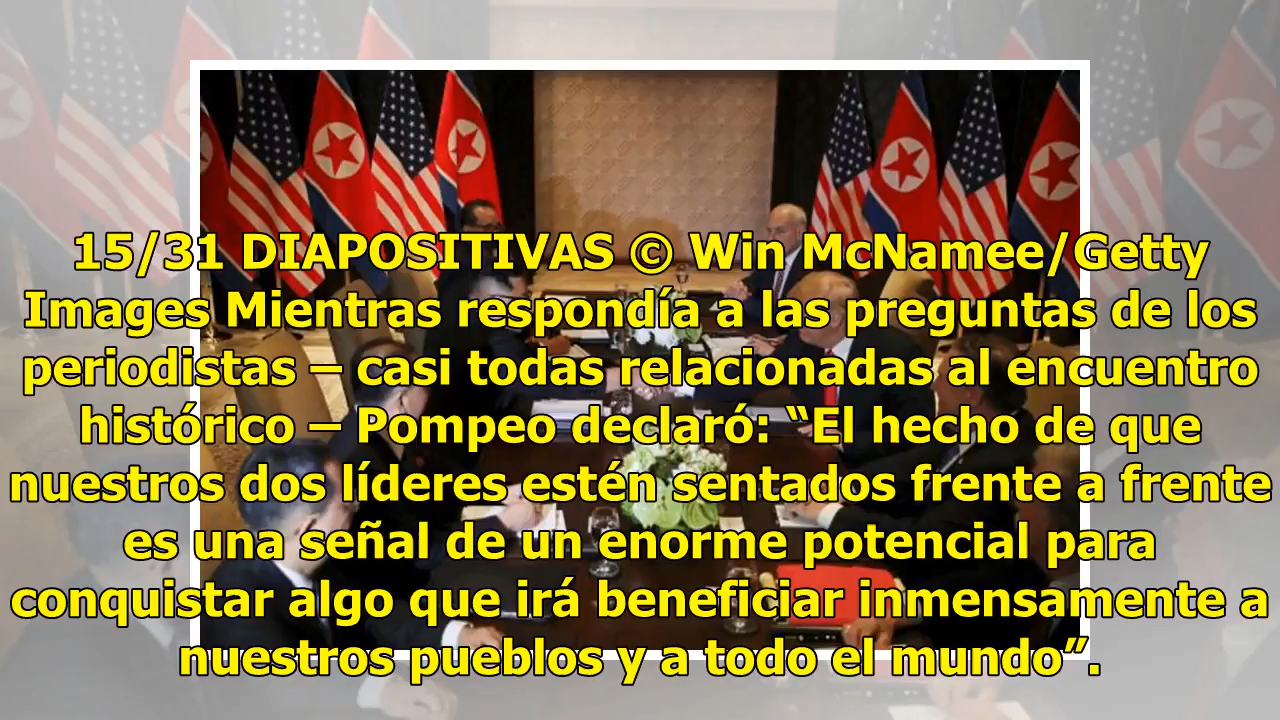 15/31 DIAPOSITIVAS © Win McNamee/Getty
Images Mientras respondía a las preguntas de los
periodistas – casi todas relacionadas al encuentro
histórico – Pompeo declaró: “El hecho de que
nuestros dos líderes estén sentados frente a frente
es una señal de un enorme potencial para
conquistar algo que irá beneficiar inmensamente a
nuestros pueblos y a todo el mundo”.